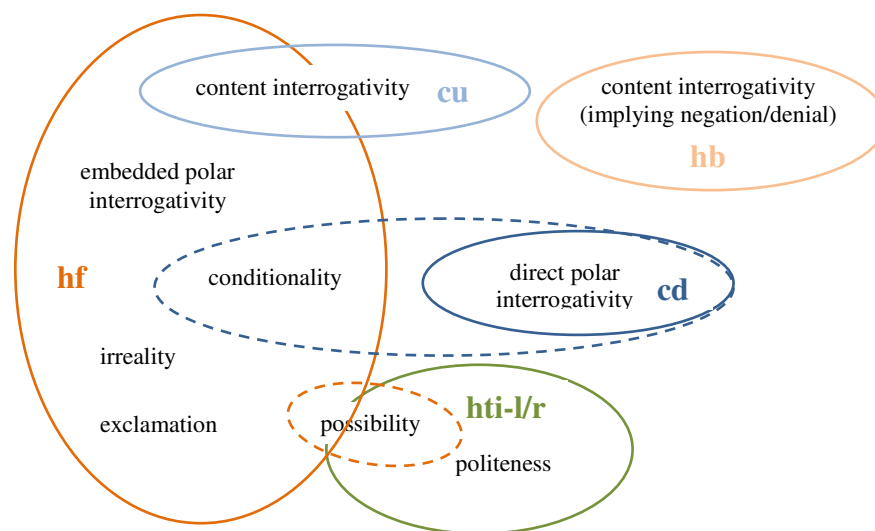 content interrogativity
cu
content interrogativity
(implying negation/denial)
hb
embedded polar
interrogativity
hf
conditionality
direct polar
interrogativity
cd
irreality
exclamation
possibility
hti-l/r
politeness